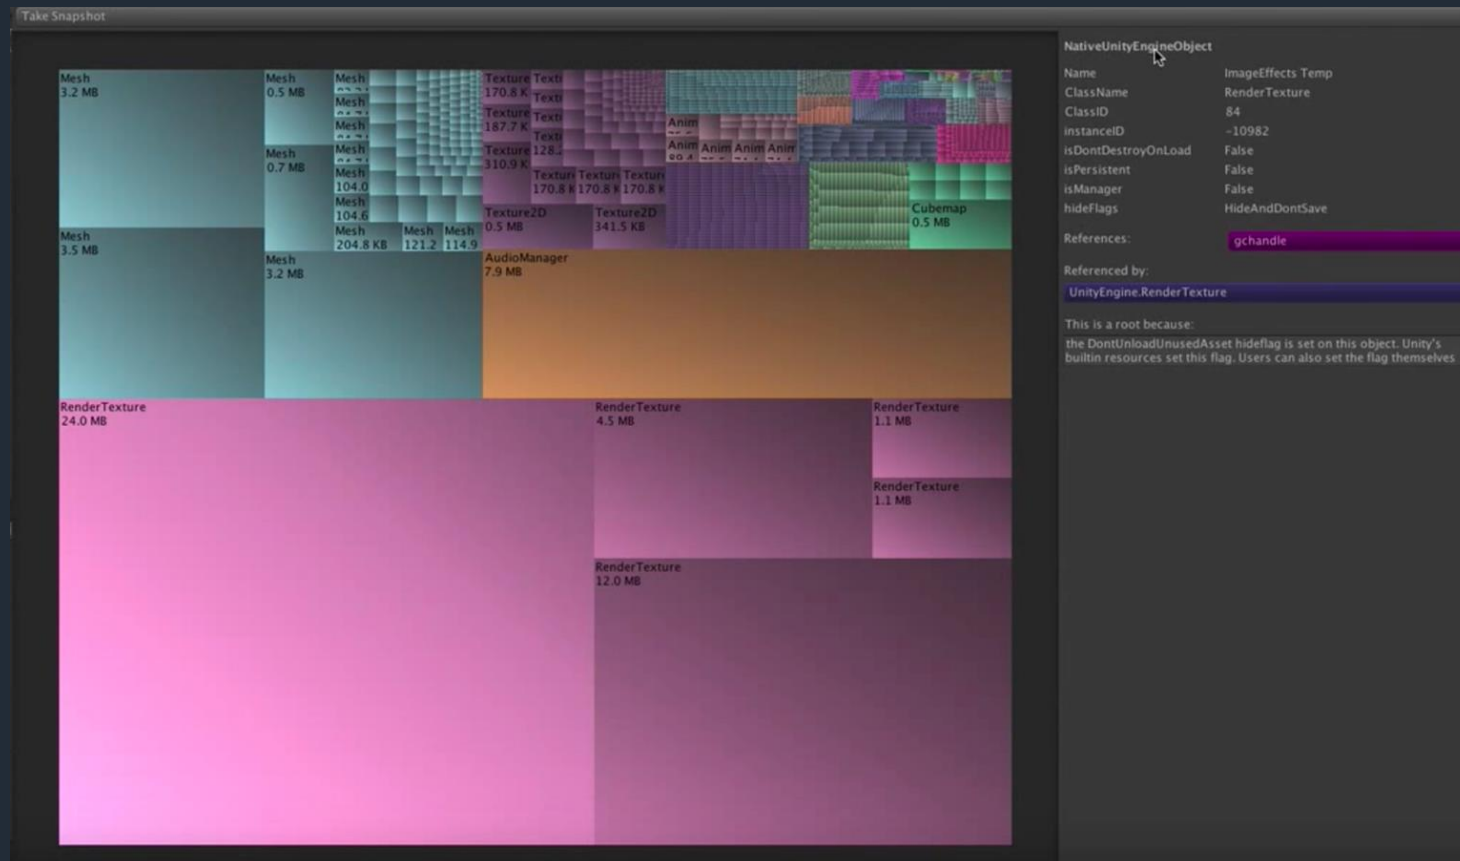 Take Snapshot
Mesh
3.2 MB
Mesh
0.5 MB
Mesh
Mesh
Mesh
Mesh
Mesh
104.0
Mesh
104.6
Mesh
204.8 KB
Mesh
121.2
Mesh
114.9
Mesh
0.7 MB
Mesh
3.5 MB
Mesh
3.2 MB
Texture
170.8 K
Texture
187.7 K
Texture
310.9 K
Texti
Texti
Texti
128.2
Textur
170.8 K
Textur
170.8 K
Textur
170.8 K
Texture2D
0.5 MB
Texture2D
341.5 KB
Anim
Anim
Anim
Anim
Anim
Cubemap
0.5 MB
AudioManager
7.9 MB
RenderTexture
24.0 MB
RenderTexture
4.5 MB
RenderTexture
1.1 MB
RenderTexture
1.1 MB
RenderTexture
12.0 MB
NativeUnityEngineObject
Name ImageEffects Temp
ClassName RenderTexture
ClassID 84
instanceID -10982
isDontDestroyOnLoad False
isPersistent False
isManager False
hideFlags HideAndDontSave
References: gchandle
Referenced by:
UnityEngine.RenderTexture
This is a root because:
the DontUnloadUnusedAsset hideflag is set on this object. Unity's
builtin resources set this flag. Users can also set the flag themselves